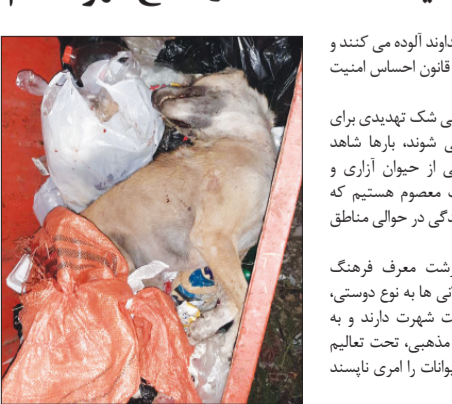 داوند آلوده می کنند و
قانون احساس امنیت
ی شک تهدیدی برای
ی شوند، بارها شاهد
ی از حیوان آزاری و
معصوم هستیم که
دگی در حوالی مناطق
رشت معرف فرهنگ
تی ها به نوع دوستی،
ت شهرت دارند و به
مذهبی، تحت تعالیم
یوانات را امری ناپسند